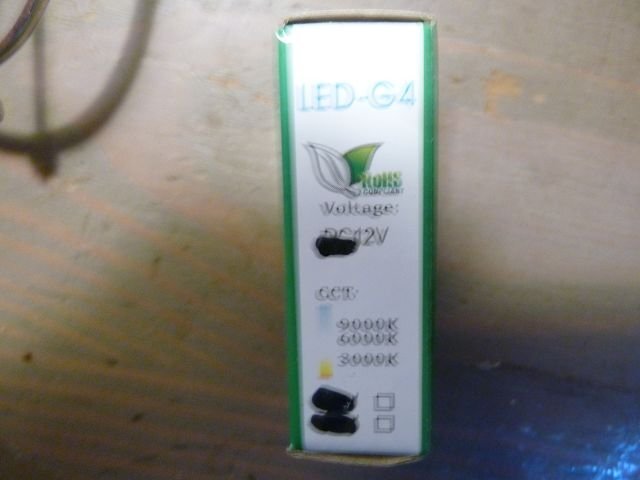 LED-G4
RoHS
COMPLIANT
Voltage:
DC12V
CCT:
9000K
6000K
3000K